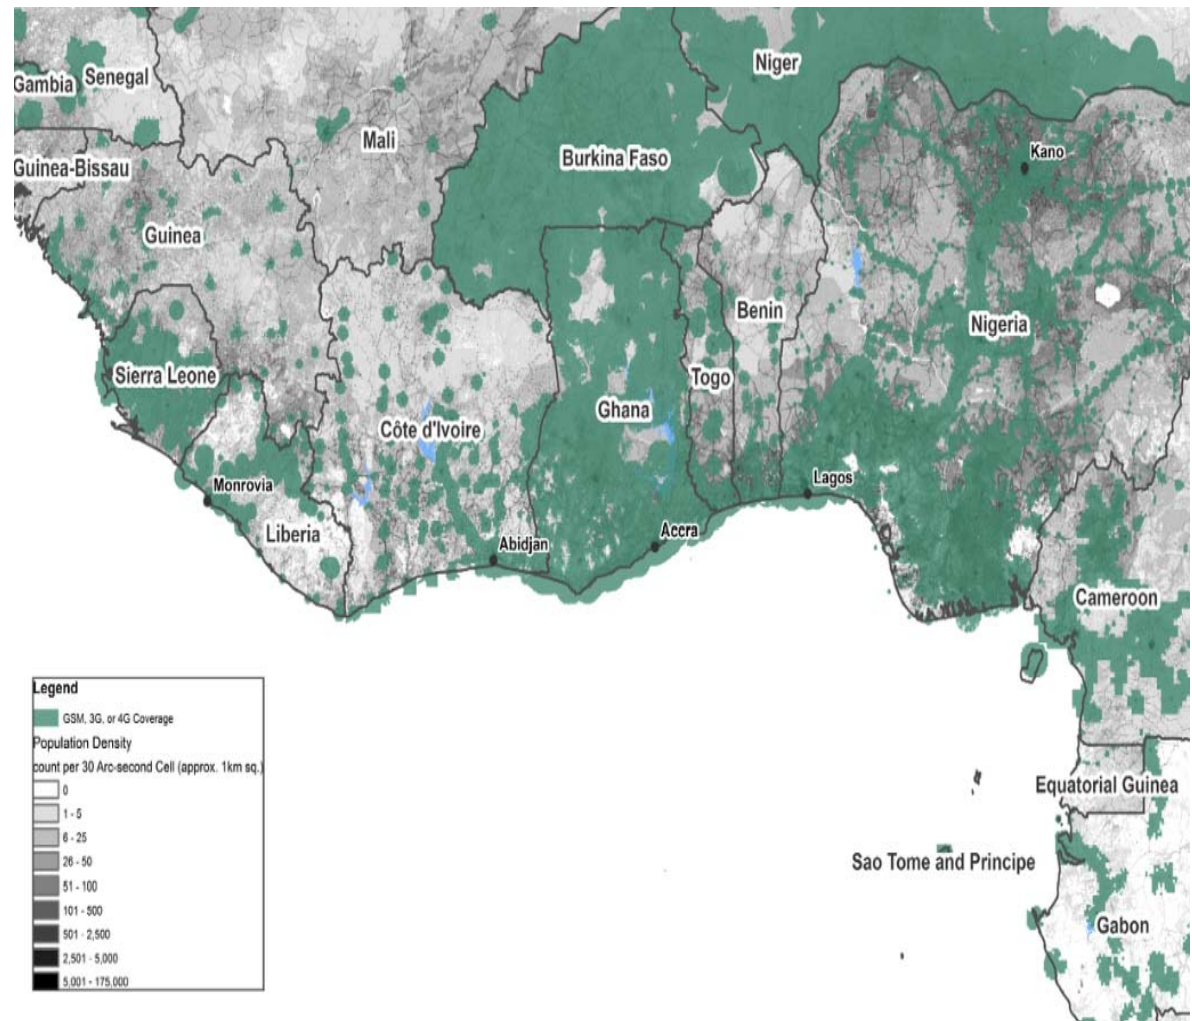 Niger
Gambia
Senegal
Mali
Burkina Faso
Kano
Guinea-Bissau
Guinea
Benin
Nigeria
Sierra Leone
Togo
Ghana
Côte d'Ivoire
Monrovia
Lagos
Liberia
Abidjan
Accra
Cameroon
Legend
GSM, 3G, or 4G Coverage
Population Density
count per 30 Arc-second Cell (approx. 1km sq.)
0
1 - 5
6 - 25
26 - 50
51 - 100
101 - 500
501 - 2,500
2,501 - 5,000
5,001 - 175,000
Equatorial Guinea
Sao Tome and Principe
Gabon